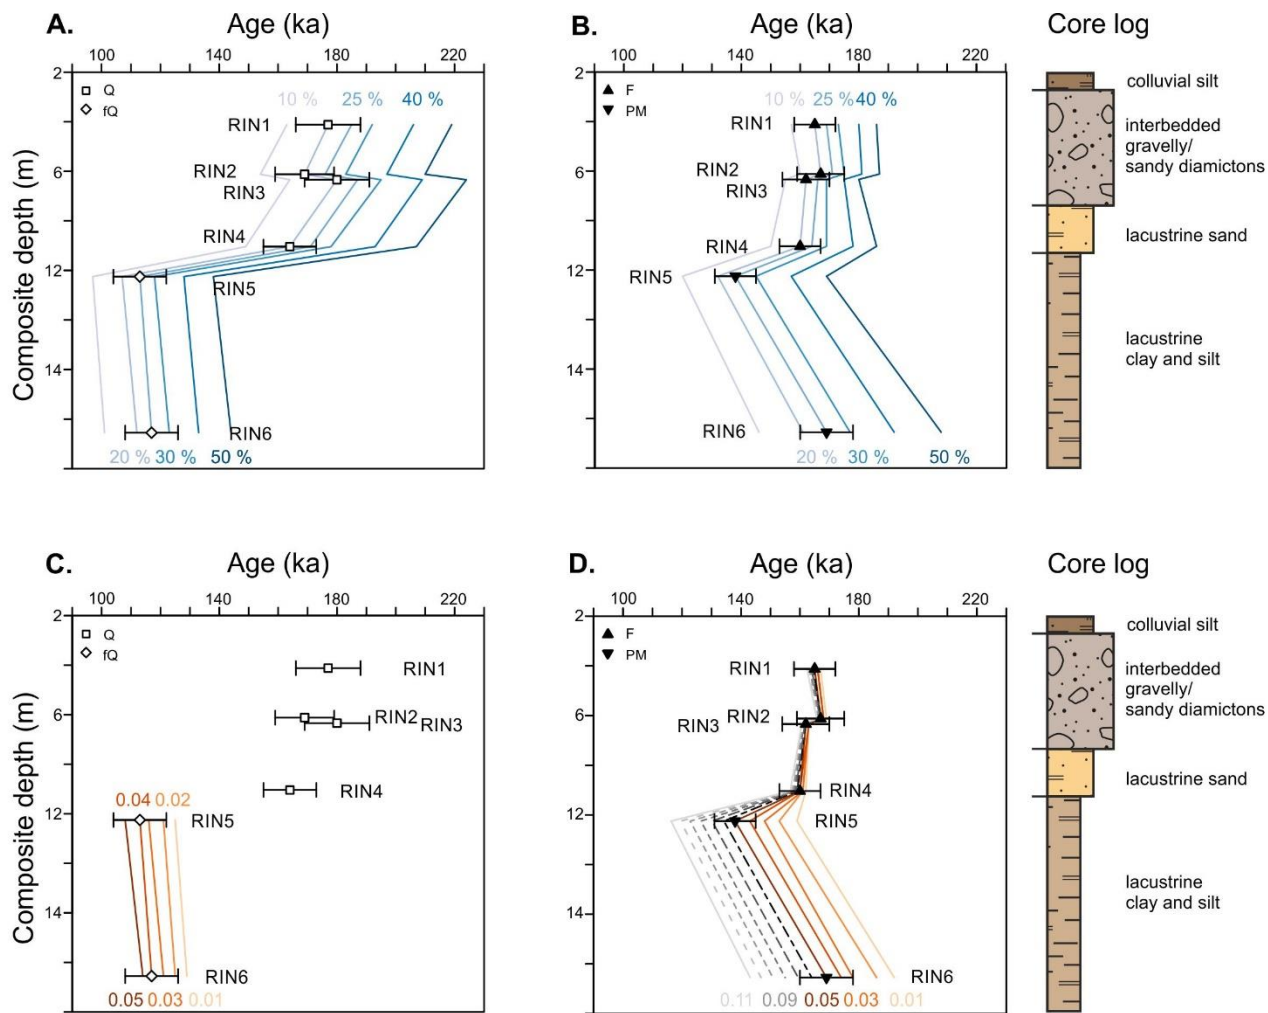 A.
Age (ka)
100 140 180 220
Composite depth (m)
2
6
12
14
Q
fQ
10 % 25 % 40 %
RIN1
RIN2
RIN3
RIN4
RIN5
RIN6
20 % 30 % 50 %
B.
Age (ka)
100 140 180 220
2
6
12
14
F
PM
10 % 25 % 40 %
RIN1
RIN2
RIN3
RIN4
RIN5
RIN6
20 % 30 % 50 %
Core log
colluvial silt
interbedded
gravelly/
sandy diamictons
lacustrine sand
lacustrine
clay and silt
C.
Age (ka)
100 140 180 220
Composite depth (m)
2
6
12
14
Q
fQ
RIN1
RIN2
RIN3
RIN4
0.04 0.02
RIN5
RIN6
0.05 0.03 0.01
D.
Age (ka)
100 140 180 220
2
6
12
14
F
PM
RIN1
RIN2
RIN3
RIN4
RIN5
RIN6
0.11 0.09 0.05 0.03 0.01
Core log
colluvial silt
interbedded
gravelly/
sandy diamictons
lacustrine sand
lacustrine
clay and silt